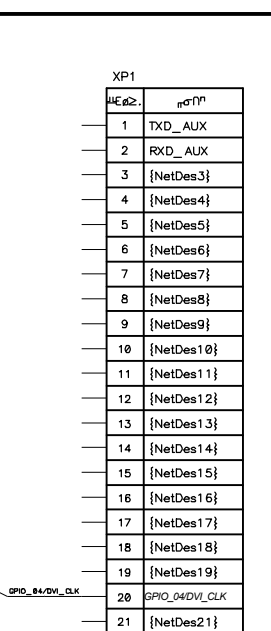 XP1
1 TXD_AUX
2 RXD_AUX
3 {NetDes3}
4 {NetDes4}
5 {NetDes5}
6 {NetDes6}
7 {NetDes7}
8 {NetDes8}
9 {NetDes9}
10 {NetDes10}
11 {NetDes11}
12 {NetDes12}
13 {NetDes13}
14 {NetDes14}
15 {NetDes15}
16 {NetDes16}
17 {NetDes17}
18 {NetDes18}
19 {NetDes19}
GPIO_04/DVI_CLK 20 GPIO_04/DVI_CLK
21 {NetDes21}